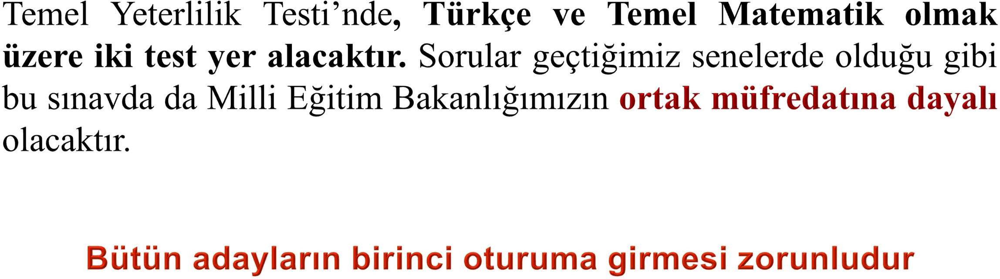 Temel Yeterlilik Testi’nde, Türkçe ve Temel Matematik olmak
üzere iki test yer alacaktır. Sorular geçtiğimiz senelerde olduğu gibi
bu sınavda da Milli Eğitim Bakanlığımızın ortak müfredatına dayalı
olacaktır.
Bütün adayların birinci oturuma girmesi zorunludur